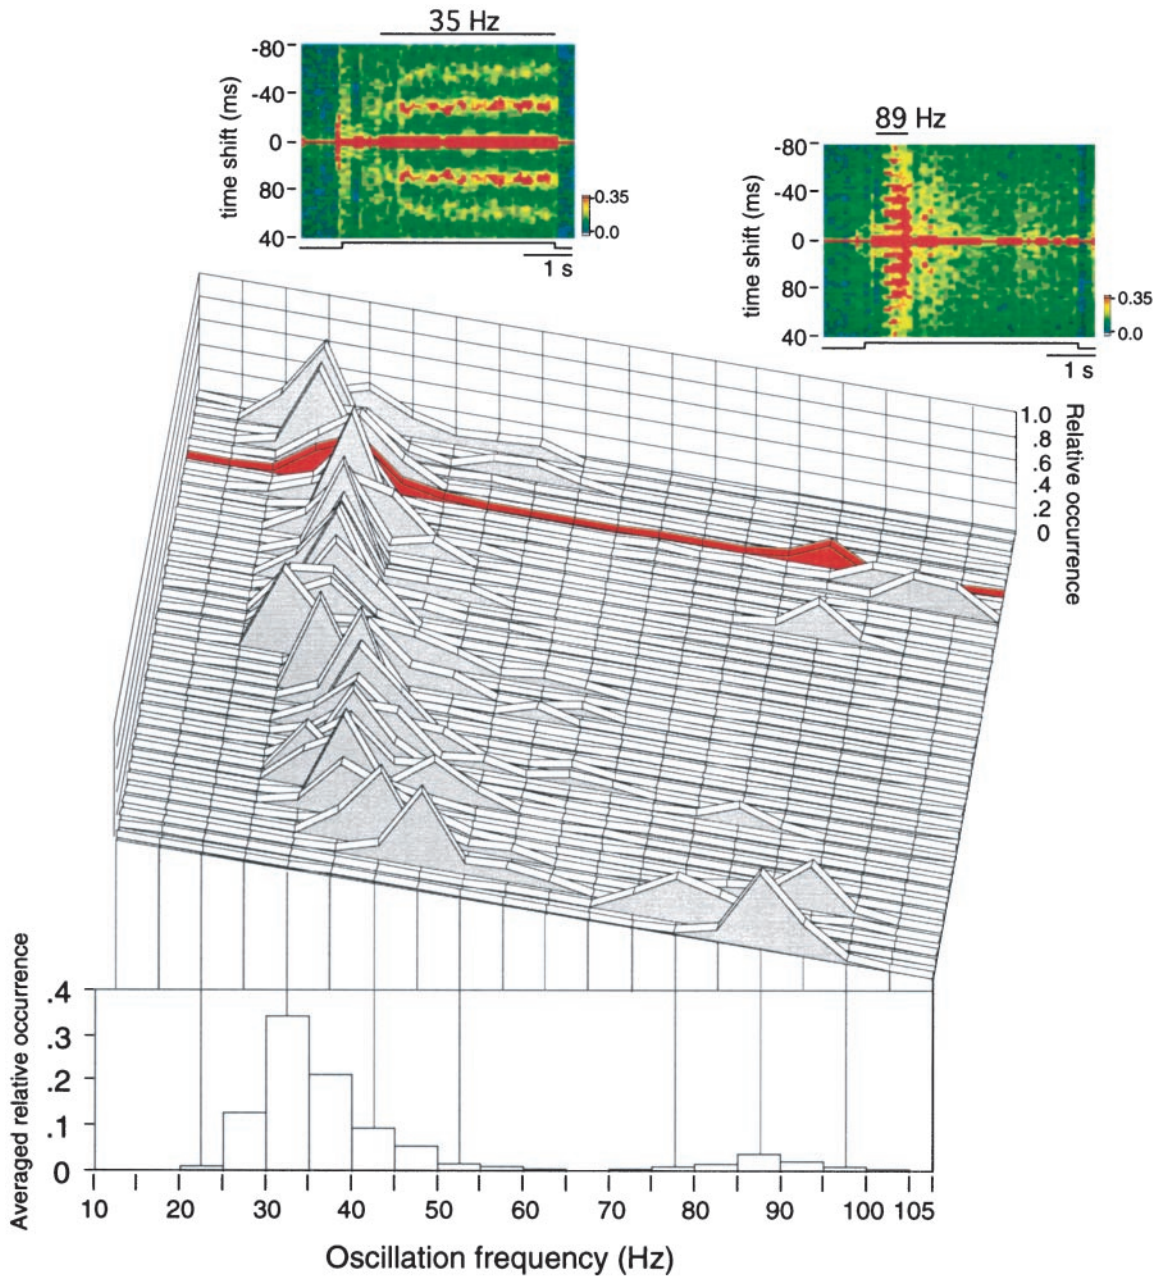 35 Hz
time shift (ms)
-80
-40
0
80
40
0.35
0.0
1 s
89 Hz
time shift (ms)
-80
-40
0
80
40
0.35
0.0
1 s
1.0
.8
.6
.4
.2
0
Relative occurrence
Averaged relative occurrence
.4
.3
.2
.1
0
10 20 30 40 50 60 70 80 90 100 105
Oscillation frequency (Hz)